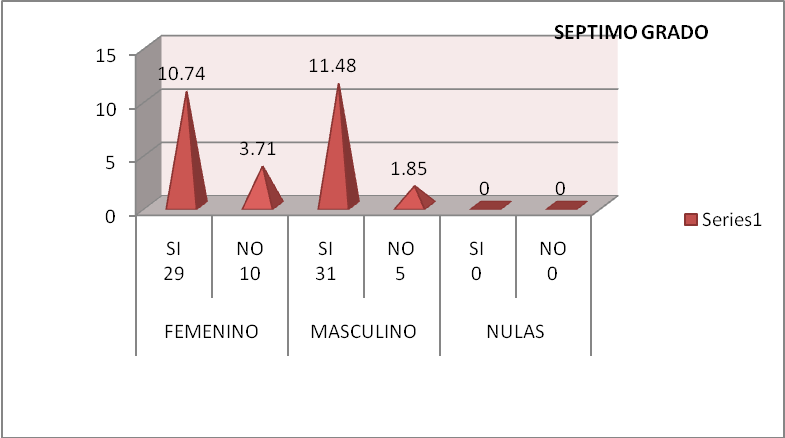 SEPTIMO GRADO
15
10
5
0
10.74
3.71
11.48
1.85
0
0
SI NO SI NO SI NO
29 10 31 5 0 0
FEMENINO MASCULINO NULAS
Series1